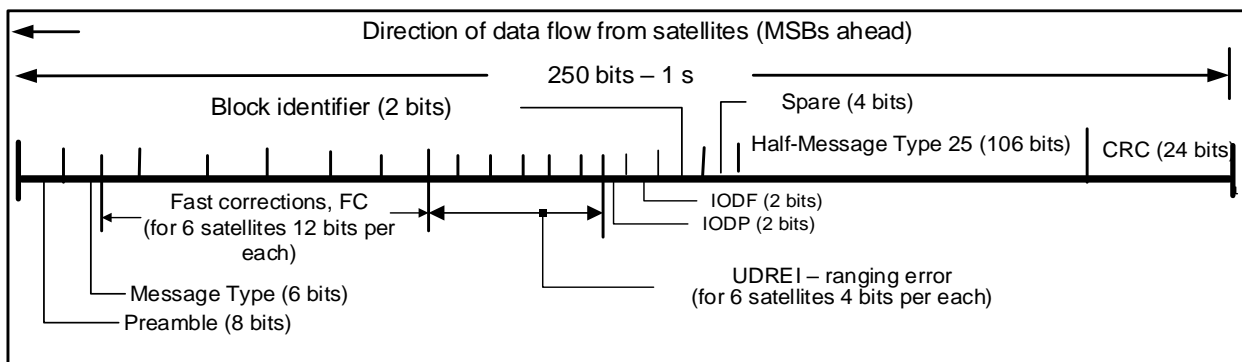 Direction of data flow from satellites (MSBs ahead)
250 bits – 1 s
Block identifier (2 bits)
Spare (4 bits)
Half-Message Type 25 (106 bits)
CRC (24 bits)
Fast corrections, FC
(for 6 satellites 12 bits per
each)
IODF (2 bits)
IODP (2 bits)
UDREI – ranging error
(for 6 satellites 4 bits per each)
Message Type (6 bits)
Preamble (8 bits)